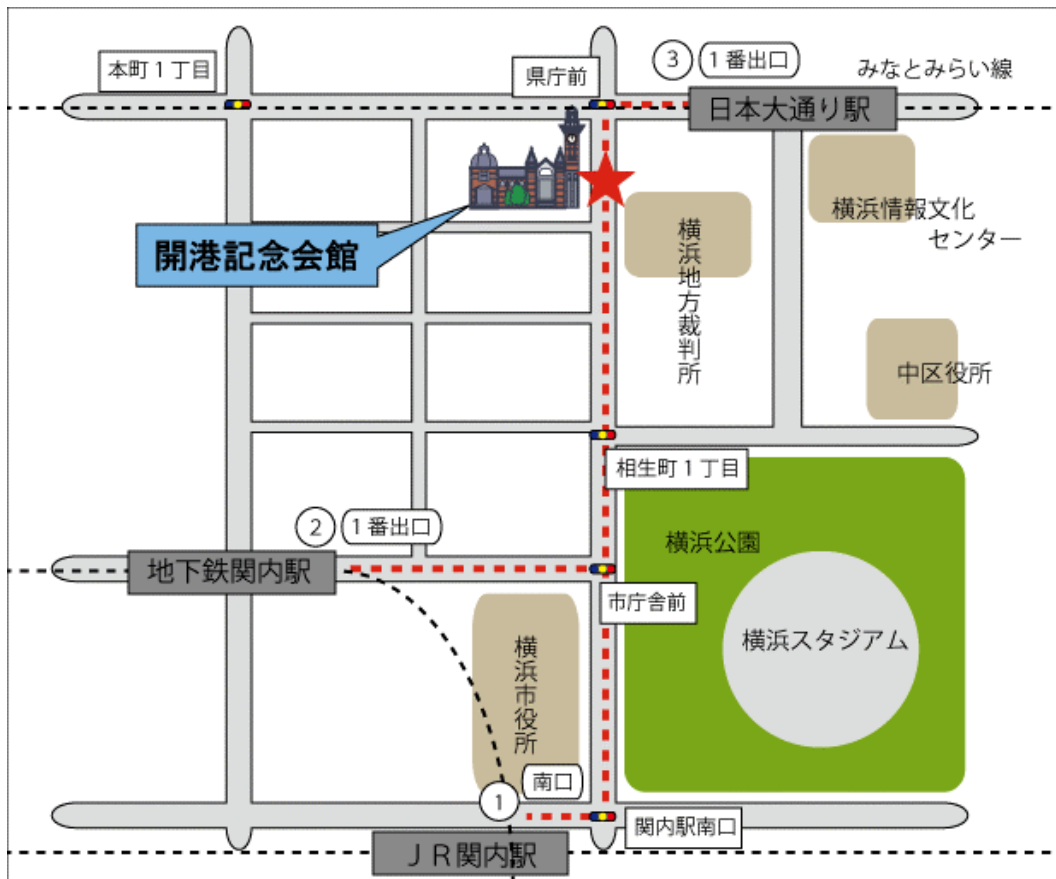 本町1丁目
県庁前
③ 1番出口
みなとみらい線
日本大通り駅
開港記念会館
横浜地方裁判所
横浜情報文化
センター
中区役所
相生町1丁目
② 1番出口
横浜公園
地下鉄関内駅
市庁舎前
横浜スタジアム
横浜市役所
南口
①
関内駅南口
JR関内駅